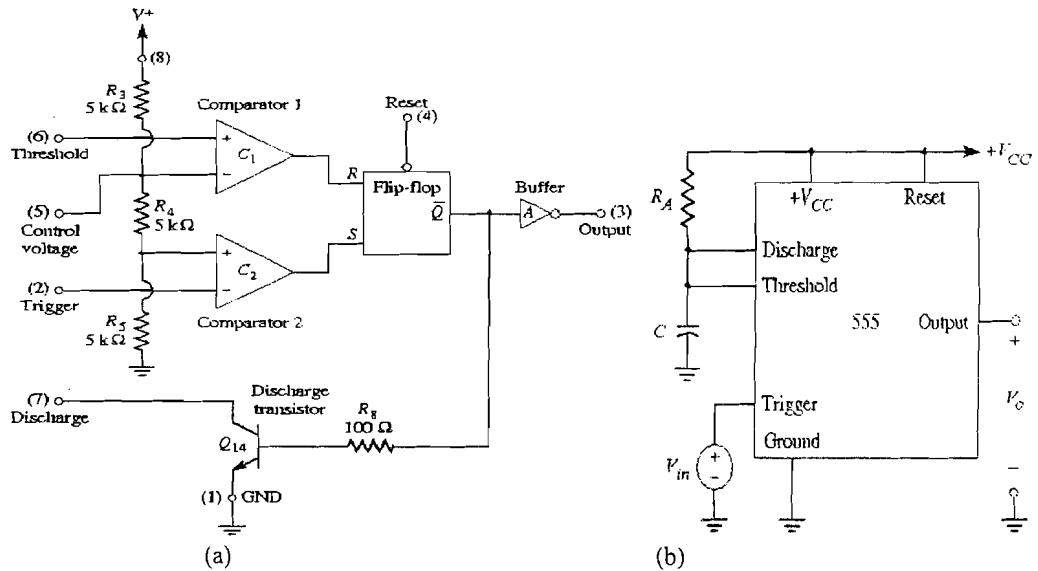 V+
(8)
R3
5 kΩ
Comparator 1
Reset
(4)
(6)
Threshold
+
C1
−
R
Flip-flop
Q̅
S
Buffer
A
(3)
Output
(5)
Control
voltage
R4
5 kΩ
+
C2
−
(2)
Trigger
R5
5 kΩ
Comparator 2
(7)
Discharge
Discharge
transistor
R8
100 Ω
Q14
(1)
GND
(a)
+VCC
RA
+VCC
Reset
Discharge
Threshold
C
555
Output
+
Vo
−
Trigger
Ground
+
Vin
−
(b)